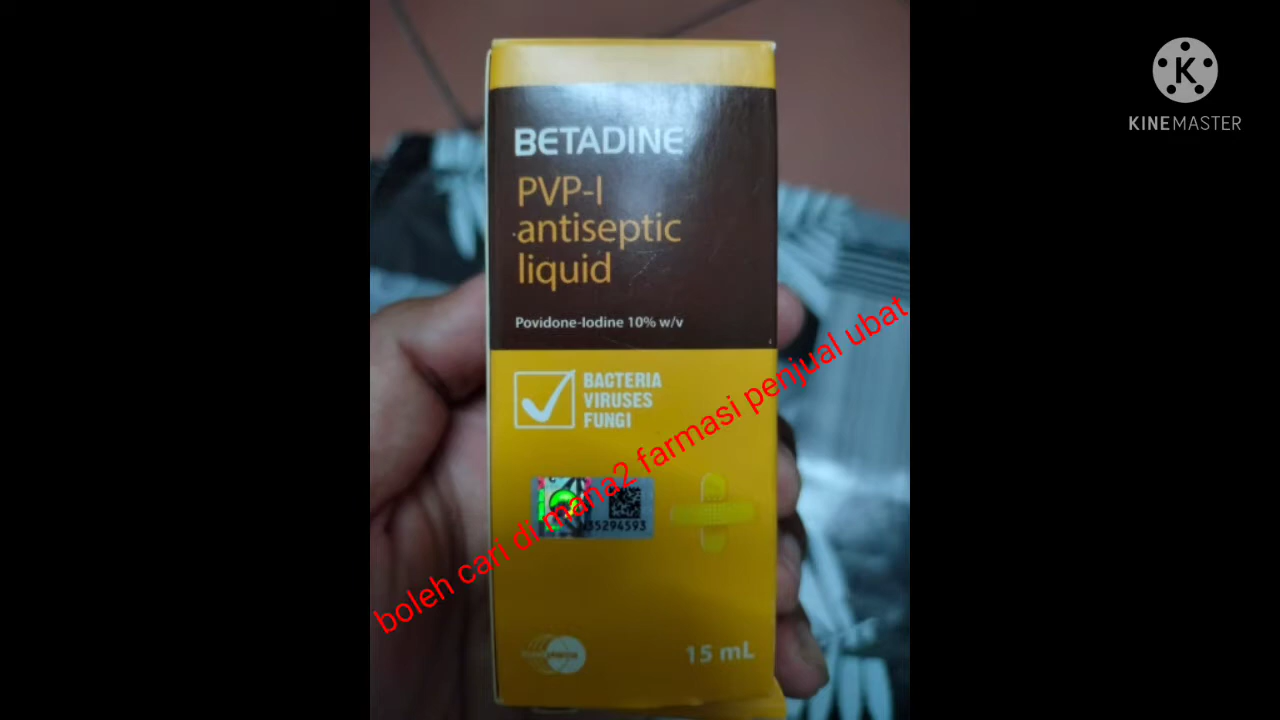 KINEMASTER
BETADINE
PVP-I
antiseptic
liquid
Povidone-Iodine 10% w/v
BACTERIA
VIRUSES
FUNGI
boleh cari di mana2 farmasi penjual ubat
35294593
15 mL